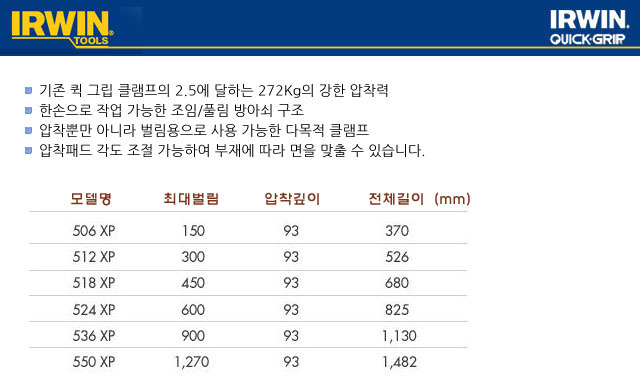 IRWIN®
TOOLS
IRWIN.
QUICK-GRIP
기존 퀵 그립 클램프의 2.5에 달하는 272Kg의 강한 압착력
한손으로 작업 가능한 조임/풀림 방아쇠 구조
압착뿐만 아니라 벌림용으로 사용 가능한 다목적 클램프
압착패드 각도 조절 가능하여 부재에 따라 면을 맞출 수 있습니다.
모델명 최대벌림 압착깊이 전체길이 (mm)
506 XP 150 93 370
512 XP 300 93 526
518 XP 450 93 680
524 XP 600 93 825
536 XP 900 93 1,130
550 XP 1,270 93 1,482